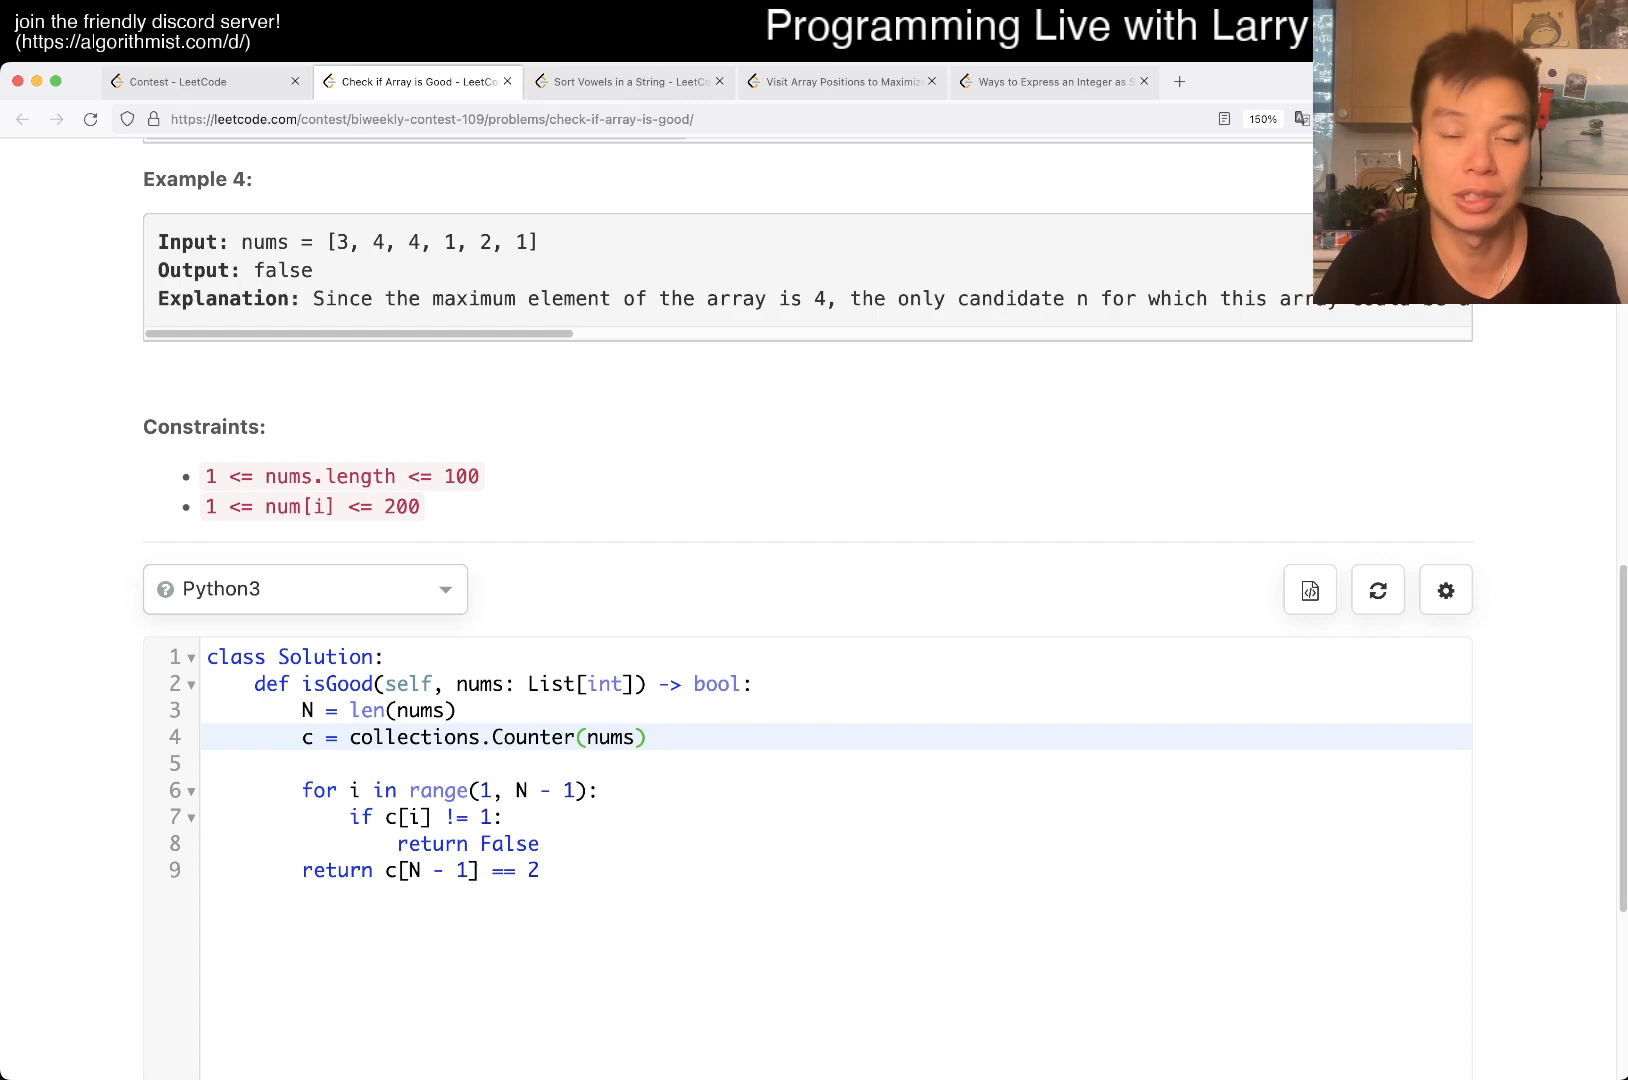 join the friendly discord server!
(https://algorithmist.com/d/)
Programming Live with Larry
Contest - LeetCode
Check if Array is Good - LeetCo
Sort Vowels in a String - LeetCo
Visit Array Positions to Maximiz
Ways to Express an Integer as S
https://leetcode.com/contest/biweekly-contest-109/problems/check-if-array-is-good/
150%
Example 4:
Input: nums = [3, 4, 4, 1, 2, 1]
Output: false
Explanation: Since the maximum element of the array is 4, the only candidate n for which this array could be
Constraints:
1 <= nums.length <= 100
1 <= num[i] <= 200
Python3
1 class Solution:
2 def isGood(self, nums: List[int]) -> bool:
3 N = len(nums)
4 c = collections.Counter(nums)
5
6 for i in range(1, N - 1):
7 if c[i] != 1:
8 return False
9 return c[N - 1] == 2